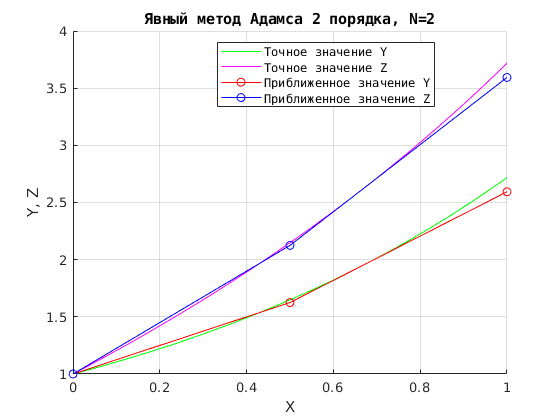 Явный метод Адамса 2 порядка, N=2
4
3.5
3
2.5
2
1.5
1
Y, Z
Точное значение Y
Точное значение Z
Приближенное значение Y
Приближенное значение Z
0
0.2
0.4
0.6
0.8
1
X